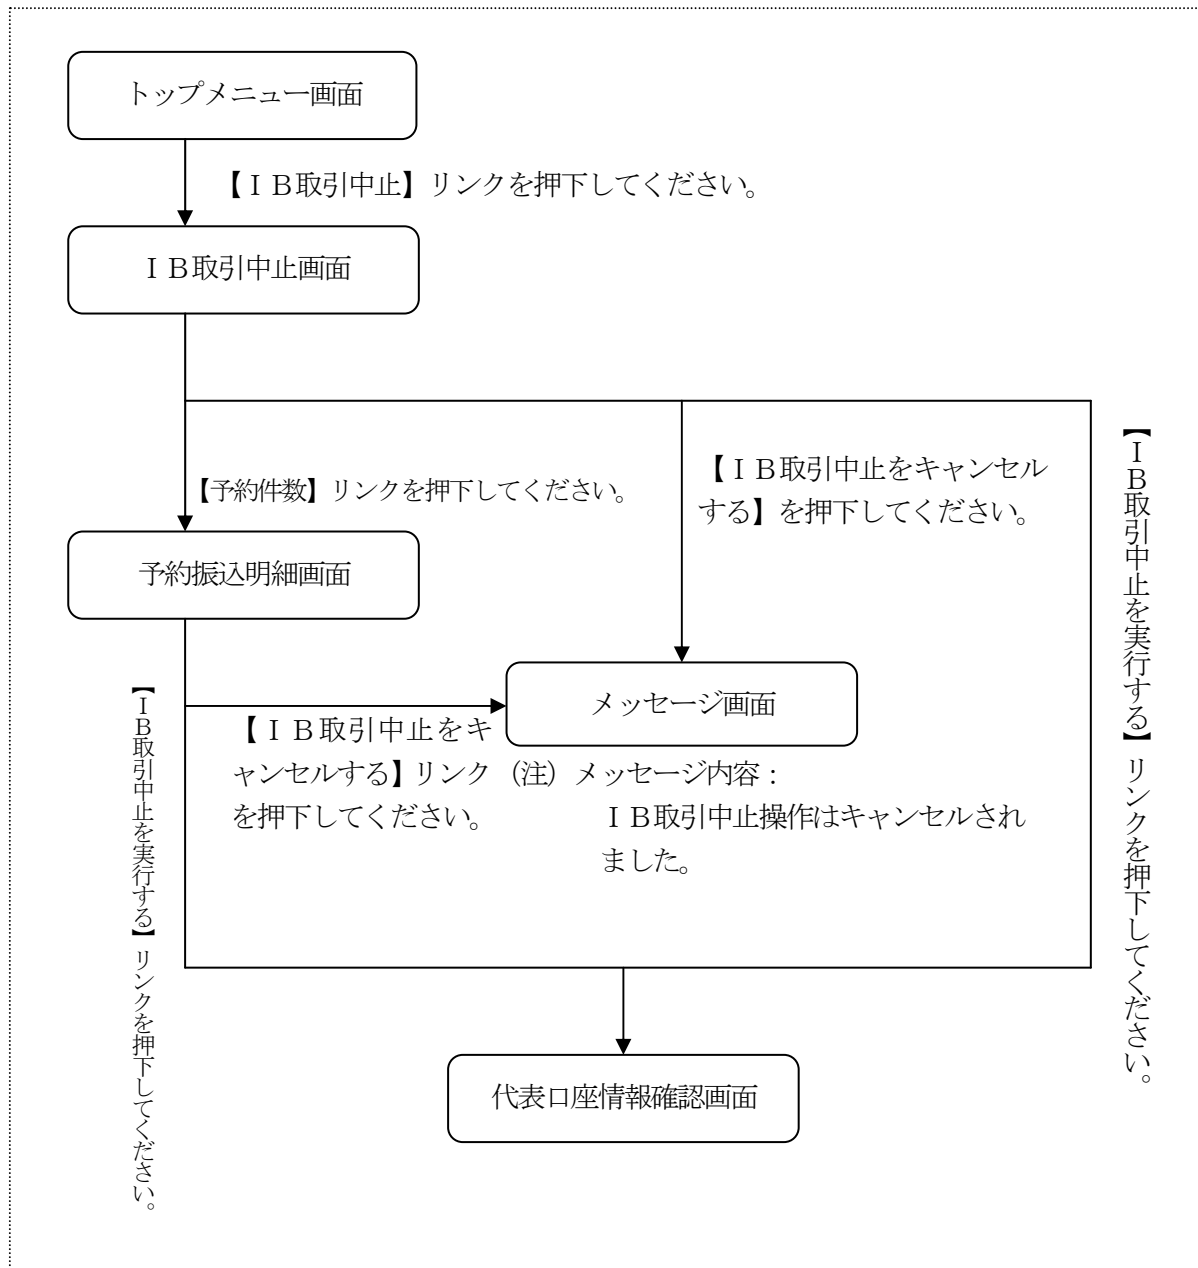 トップメニュー画面
【ＩＢ取引中止】リンクを押下してください。
ＩＢ取引中止画面
【予約件数】リンクを押下してください。
【ＩＢ取引中止をキャンセル
する】を押下してください。
【ＩＢ取引中止を実行する】リンクを押下してください。
予約振込明細画面
メッセージ画面
【ＩＢ取引中止をキ
ャンセルする】リンク
を押下してください。
（注）メッセージ内容：
ＩＢ取引中止操作はキャンセルされ
ました。
【ＩＢ取引中止を実行する】リンクを押下してください。
代表口座情報確認画面